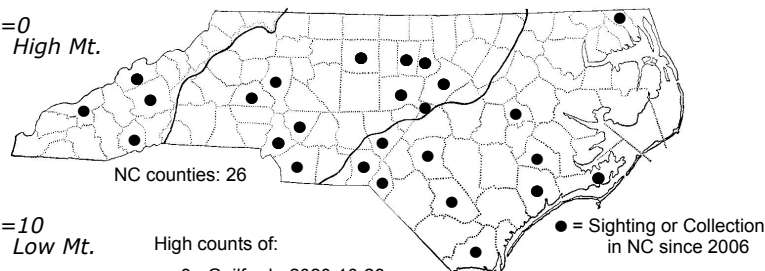 =0
High Mt.
NC counties: 26
=10
Low Mt.
High counts of:
● = Sighting or Collection
in NC since 2006